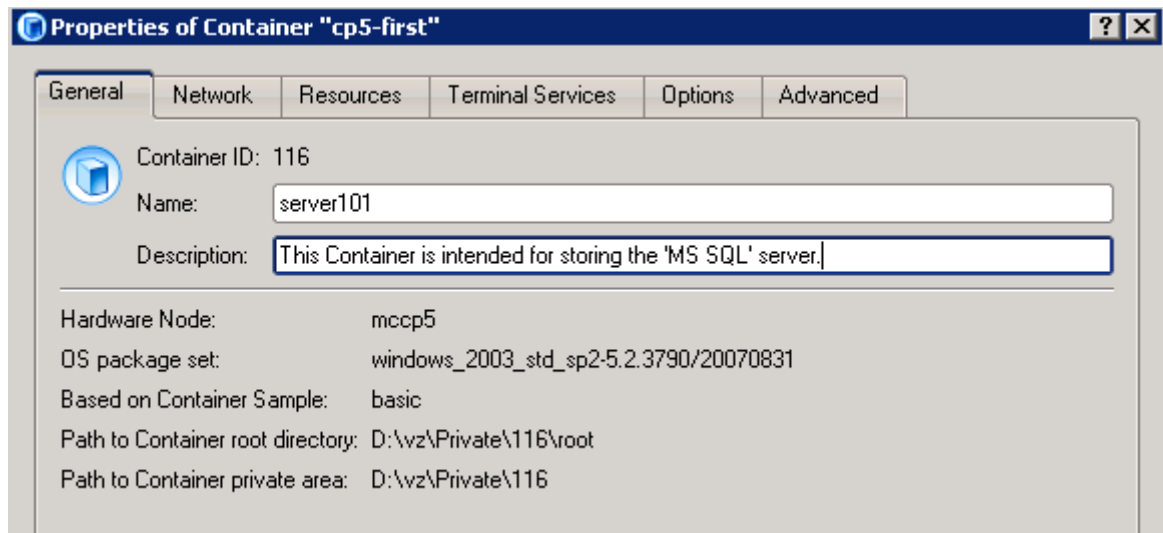 Properties of Container "cp5-first"
General Network Resources Terminal Services Options Advanced
Container ID: 116
Name: server101
Description: This Container is intended for storing the 'MS SQL' server.
Hardware Node: mccp5
OS package set: windows_2003_std_sp2-5.2.3790/20070831
Based on Container Sample: basic
Path to Container root directory: D:\vz\Private\116\root
Path to Container private area: D:\vz\Private\116